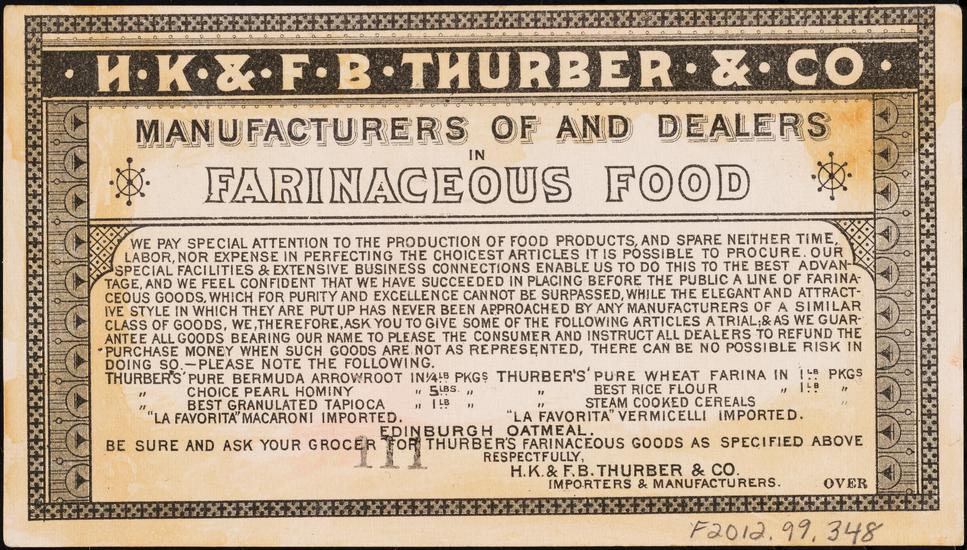 · H · K · & · F · B · THURBER · & · CO ·
MANUFACTURERS OF AND DEALERS
IN
FARINACEOUS FOOD
WE PAY SPECIAL ATTENTION TO THE PRODUCTION OF FOOD PRODUCTS, AND SPARE NEITHER TIME,
LABOR, NOR EXPENSE IN PERFECTING THE CHOICEST ARTICLES IT IS POSSIBLE TO PROCURE. OUR
SPECIAL FACILITIES & EXTENSIVE BUSINESS CONNECTIONS ENABLE US TO DO THIS TO THE BEST ADVAN-
TAGE, AND WE FEEL CONFIDENT THAT WE HAVE SUCCEEDED IN PLACING BEFORE THE PUBLIC A LINE OF FARINA-
CEOUS GOODS, WHICH FOR PURITY AND EXCELLENCE CANNOT BE SURPASSED, WHILE THE ELEGANT AND ATTRACT-
IVE STYLE IN WHICH THEY ARE PUT UP HAS NEVER BEEN APPROACHED BY ANY MANUFACTURERS OF A SIMILAR
CLASS OF GOODS, WE, THEREFORE, ASK YOU TO GIVE SOME OF THE FOLLOWING ARTICLES A TRIAL, & AS WE GUAR-
ANTEE ALL GOODS BEARING OUR NAME TO PLEASE THE CONSUMER AND INSTRUCT ALL DEALERS TO REFUND THE
PURCHASE MONEY WHEN SUCH GOODS ARE NOT AS REPRESENTED, THERE CAN BE NO POSSIBLE RISK IN
DOING SO.—PLEASE NOTE THE FOLLOWING.
THURBER'S' PURE BERMUDA ARROWROOT IN ¼ LB PKGS THURBER'S' PURE WHEAT FARINA IN 1 LB PKGS
„ CHOICE PEARL HOMINY „ 5 LBS. „ „ BEST RICE FLOUR „ 1 LB „
„ BEST GRANULATED TAPIOCA „ 1 LB „ „ STEAM COOKED CEREALS „
"LA FAVORITA" MACARONI IMPORTED. "LA FAVORITA" VERMICELLI IMPORTED.
EDINBURGH OATMEAL.
BE SURE AND ASK YOUR GROCER FOR THURBER'S FARINACEOUS GOODS AS SPECIFIED ABOVE
111
RESPECTFULLY,
H. K. & F. B. THURBER & CO.
IMPORTERS & MANUFACTURERS. OVER
F2012.99.348